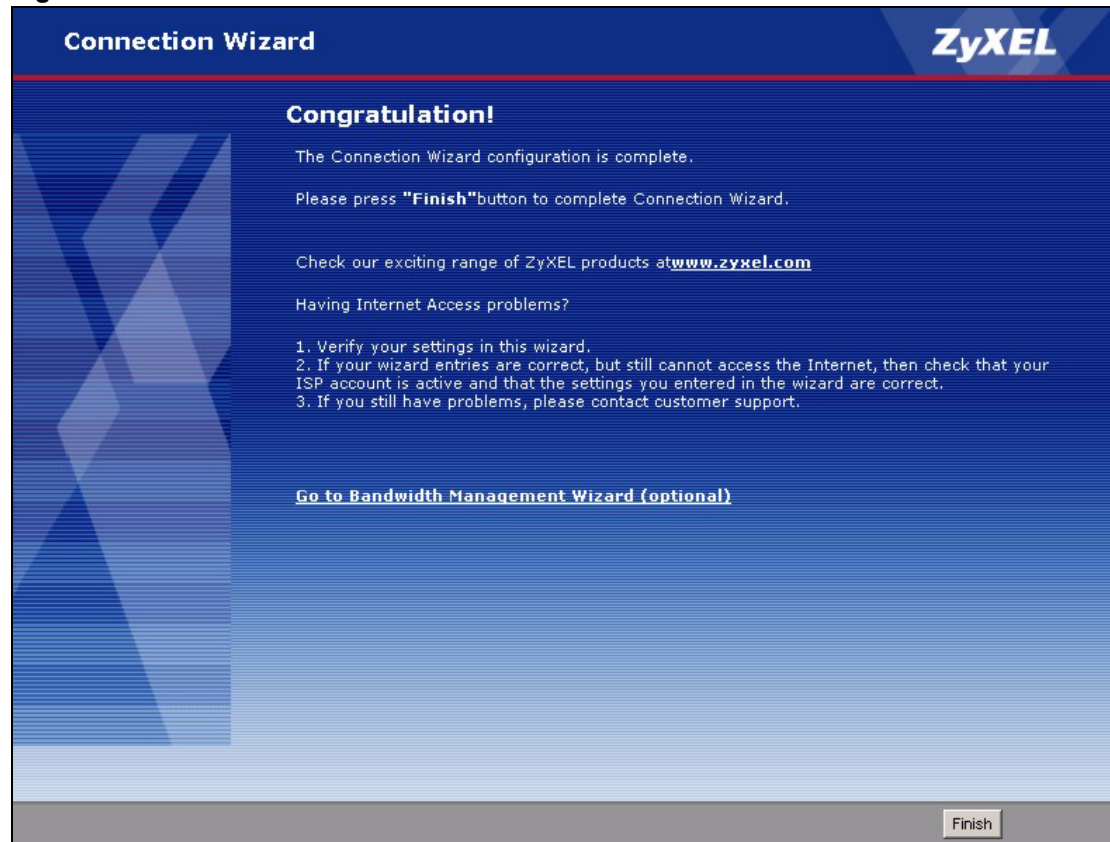 Connection Wizard
ZyXEL
Congratulation!
The Connection Wizard configuration is complete.
Please press "Finish"button to complete Connection Wizard.
Check our exciting range of ZyXEL products atwww.zyxel.com
Having Internet Access problems?
1. Verify your settings in this wizard.
2. If your wizard entries are correct, but still cannot access the Internet, then check that your
ISP account is active and that the settings you entered in the wizard are correct.
3. If you still have problems, please contact customer support.
Go to Bandwidth Management Wizard (optional)
Finish